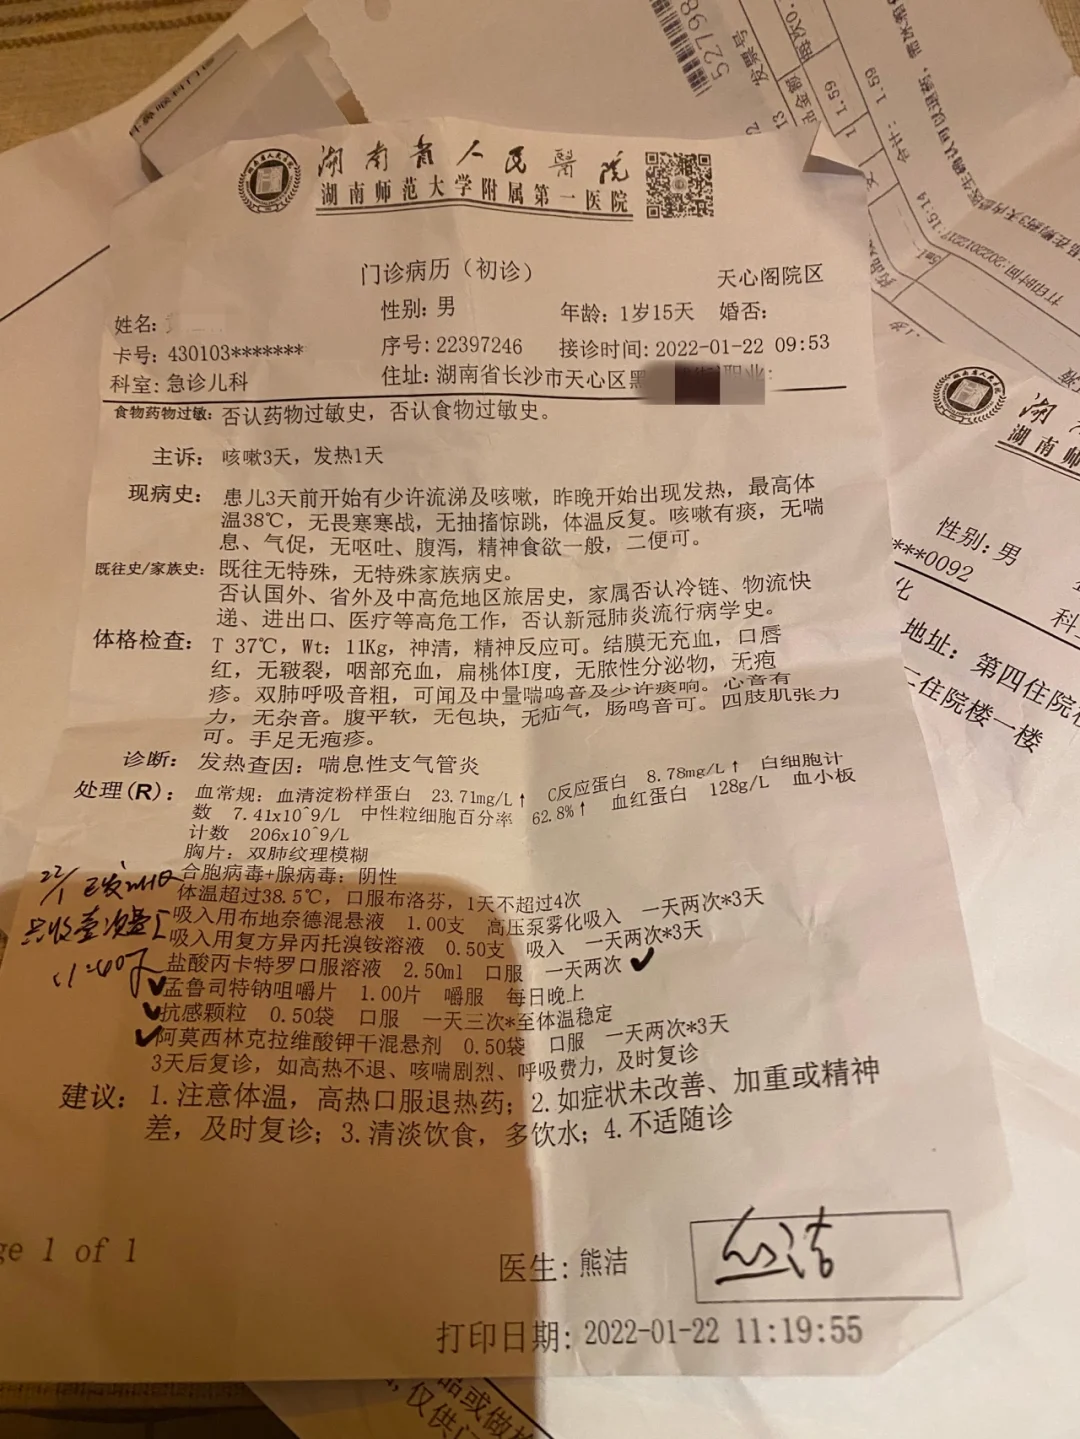 湖南省人民醫院
湖南师范大学附属第一医院
门诊病历（初诊）
天心阁院区
姓名:
性别: 男
年龄: 1岁15天
婚否:
卡号: 430103*******
序号: 22397246
接诊时间: 2022-01-22 09:53
科室: 急诊儿科
住址: 湖南省长沙市天心区黑
职业:
食物药物过敏: 否认药物过敏史，否认食物过敏史。
主诉: 咳嗽3天，发热1天
现病史: 患儿3天前开始有少许流涕及咳嗽，昨晚开始出现发热，最高体
温38℃，无畏寒寒战，无抽搐惊跳，体温反复。咳嗽有痰，无喘
息、气促，无呕吐、腹泻，精神食欲一般，二便可。
既往史/家族史: 既往无特殊，无特殊家族病史。
否认国外、省外及中高危地区旅居史，家属否认冷链、物流快
递、进出口、医疗等高危工作，否认新冠肺炎流行病学史。
体格检查: T 37℃，Wt: 11Kg，神清，精神反应可。结膜无充血，口唇
红，无皲裂，咽部充血，扁桃体I度，无脓性分泌物，无疱
疹。双肺呼吸音粗，可闻及中量喘鸣音及少许痰响。心音有
力，无杂音。腹平软，无包块，无疝气，肠鸣音可。四肢肌张力
可。手足无疱疹。
诊断: 发热查因: 喘息性支气管炎
处理(R): 血常规: 血清淀粉样蛋白 23.71mg/L↑ C反应蛋白 8.78mg/L↑ 白细胞计
数 7.41x10^9/L 中性粒细胞百分率 62.8%↑ 血红蛋白 128g/L 血小板
计数 206x10^9/L
胸片: 双肺纹理模糊
合胞病毒+腺病毒: 阴性
体温超过38.5℃，口服布洛芬，1天不超过4次
吸入用布地奈德混悬液 1.00支 高压泵雾化吸入 一天两次*3天
吸入用复方异丙托溴铵溶液 0.50支 吸入 一天两次*3天
盐酸丙卡特罗口服溶液 2.50ml 口服 一天两次
孟鲁司特钠咀嚼片 1.00片 嚼服 每日晚上
抗感颗粒 0.50袋 口服 一天三次*至体温稳定
阿莫西林克拉维酸钾干混悬剂 0.50袋 口服 一天两次*3天
3天后复诊，如高热不退、咳喘剧烈、呼吸费力，及时复诊
建议: 1.注意体温，高热口服退热药；2.如症状未改善、加重或精神
差，及时复诊；3.清淡饮食，多饮水；4.不适随诊
22/1
1 of 1
医生: 熊洁
打印日期: 2022-01-22 11:19:55
发票号
1.59
1.59
合计: 1.59
湖南师
性别: 男
****0092
化
地址: 第四住院
二住院楼一楼
品或做检
仅供门